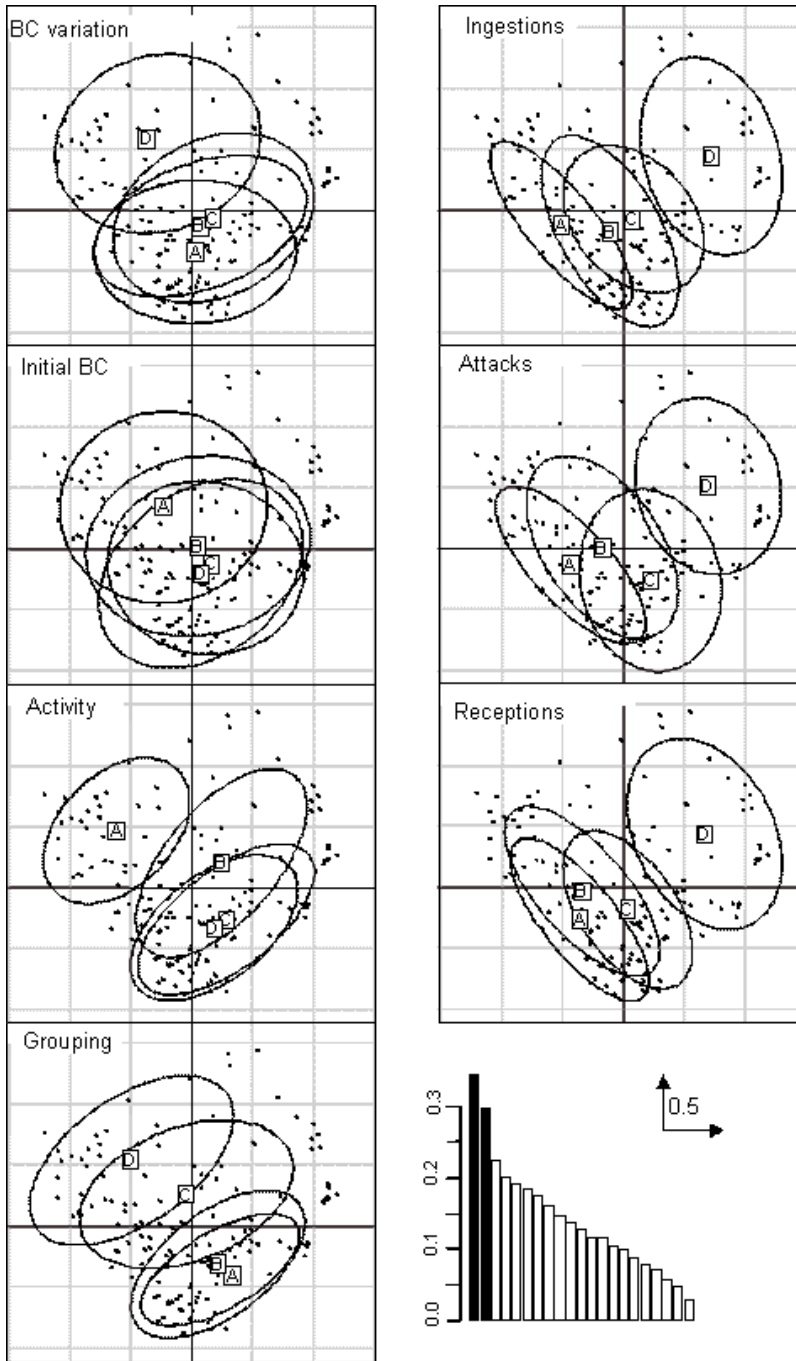 BC variation
D
C
B
A
Ingestions
D
A
B
C
Initial BC
A
B
C
D
Attacks
D
B
A
C
Activity
A
B
C
D
Receptions
D
B
C
A
Grouping
D
C
B
A
0.3
0.2
0.1
0.0
0.5